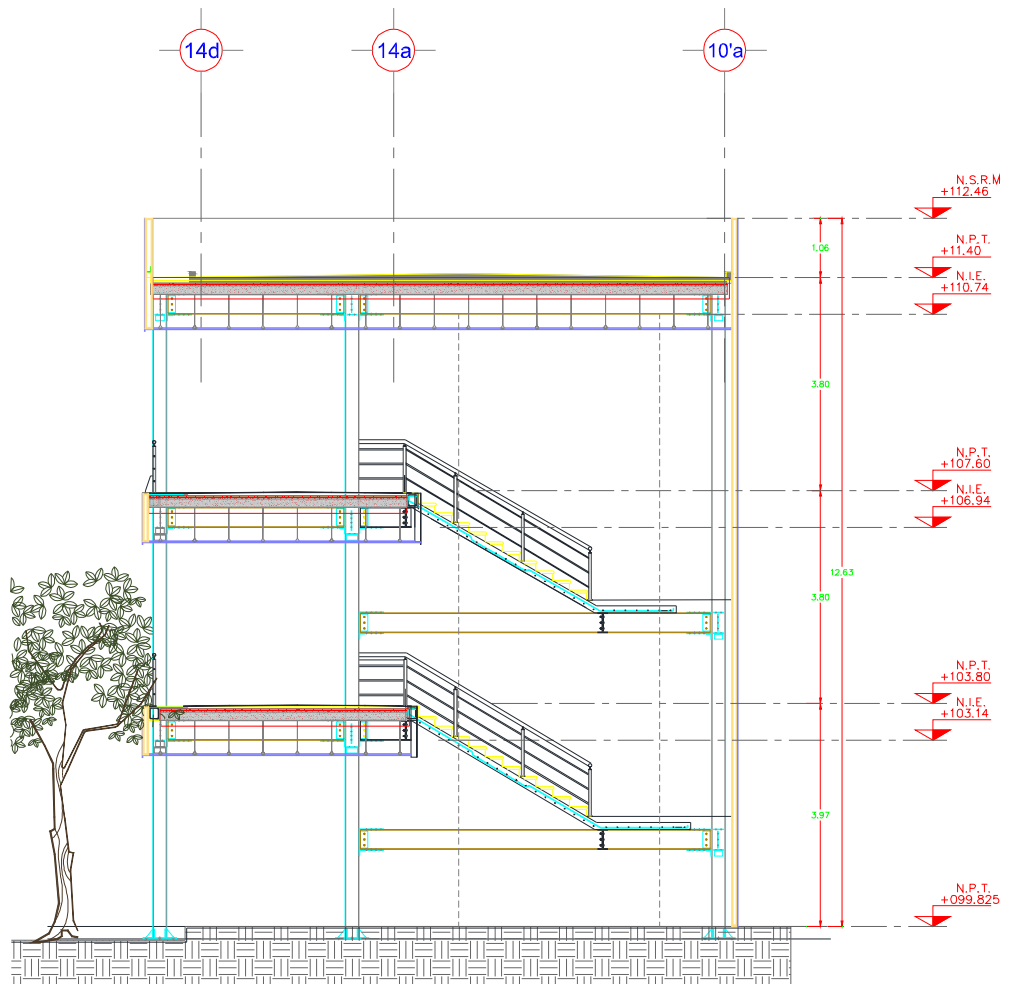 14d 14a 10'a
N.S.R.M
+112.46
N.P.T.
+11.40
1.06
N.I.E.
+110.74
3.80
N.P.T.
+107.60
N.I.E.
+106.94
12.63
3.80
N.P.T.
+103.80
N.I.E.
+103.14
3.97
N.P.T.
+099.825